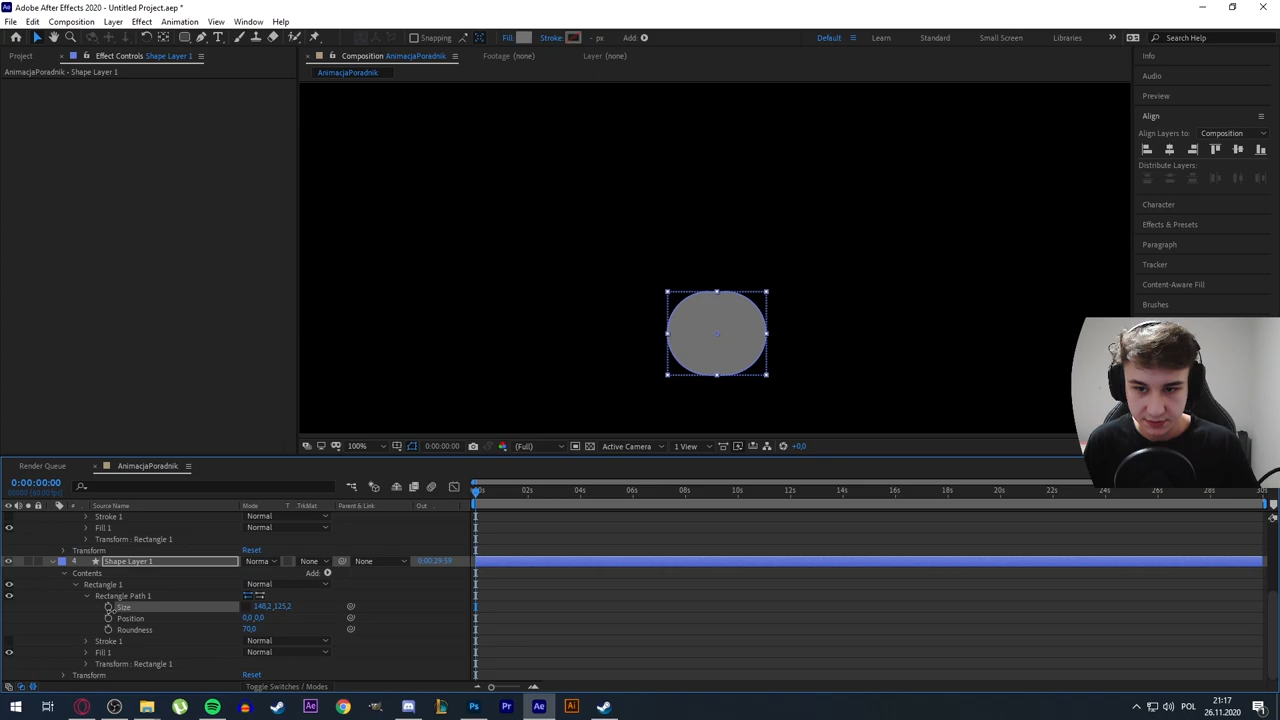 Adobe After Effects 2020 - Untitled Project.aep *
File Edit Composition Layer Effect Animation View Window Help
Snapping Fill: Stroke: - px Add: Default Learn Standard Small Screen Libraries Search Help
Project Effect Controls Shape Layer 1 Composition AnimacjaPoradnik Footage (none) Layer (none) Info
AnimacjaPoradnik • Shape Layer 1 AnimacjaPoradnik
Audio
Preview
Align
Align Layers to: Composition
Distribute Layers:
Character
Effects & Presets
Paragraph
Tracker
Content-Aware Fill
Brushes
100% 0:00:00:00 (Full) Active Camera 1 View +0,0
Render Queue AnimacjaPoradnik
0:00:00:00
00000 (60.00 fps)
:00s 02s 04s 06s 08s 10s 12s 14s 16s 18s 20s 22s 24s 26s 28s 30s
# Source Name Mode T TrkMat Parent & Link Out
Stroke 1 Normal
Fill 1 Normal
Transform : Rectangle 1
Transform Reset
4 Shape Layer 1 Norma None None 0:00:29:59
Contents Add:
Rectangle 1 Normal
Rectangle Path 1
Size 148,2,125,2
Position 0,0,0,0
Roundness 70,0
Stroke 1 Normal
Fill 1 Normal
Transform : Rectangle 1
Transform Reset
Toggle Switches / Modes
POL 21:17
26.11.2020